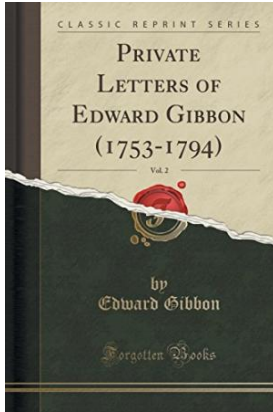 CLASSIC REPRINT SERIES
PRIVATE
LETTERS OF
EDWARD GIBBON
(1753-1794)
Vol. 2
by
Edward Gibbon
Forgotten Books